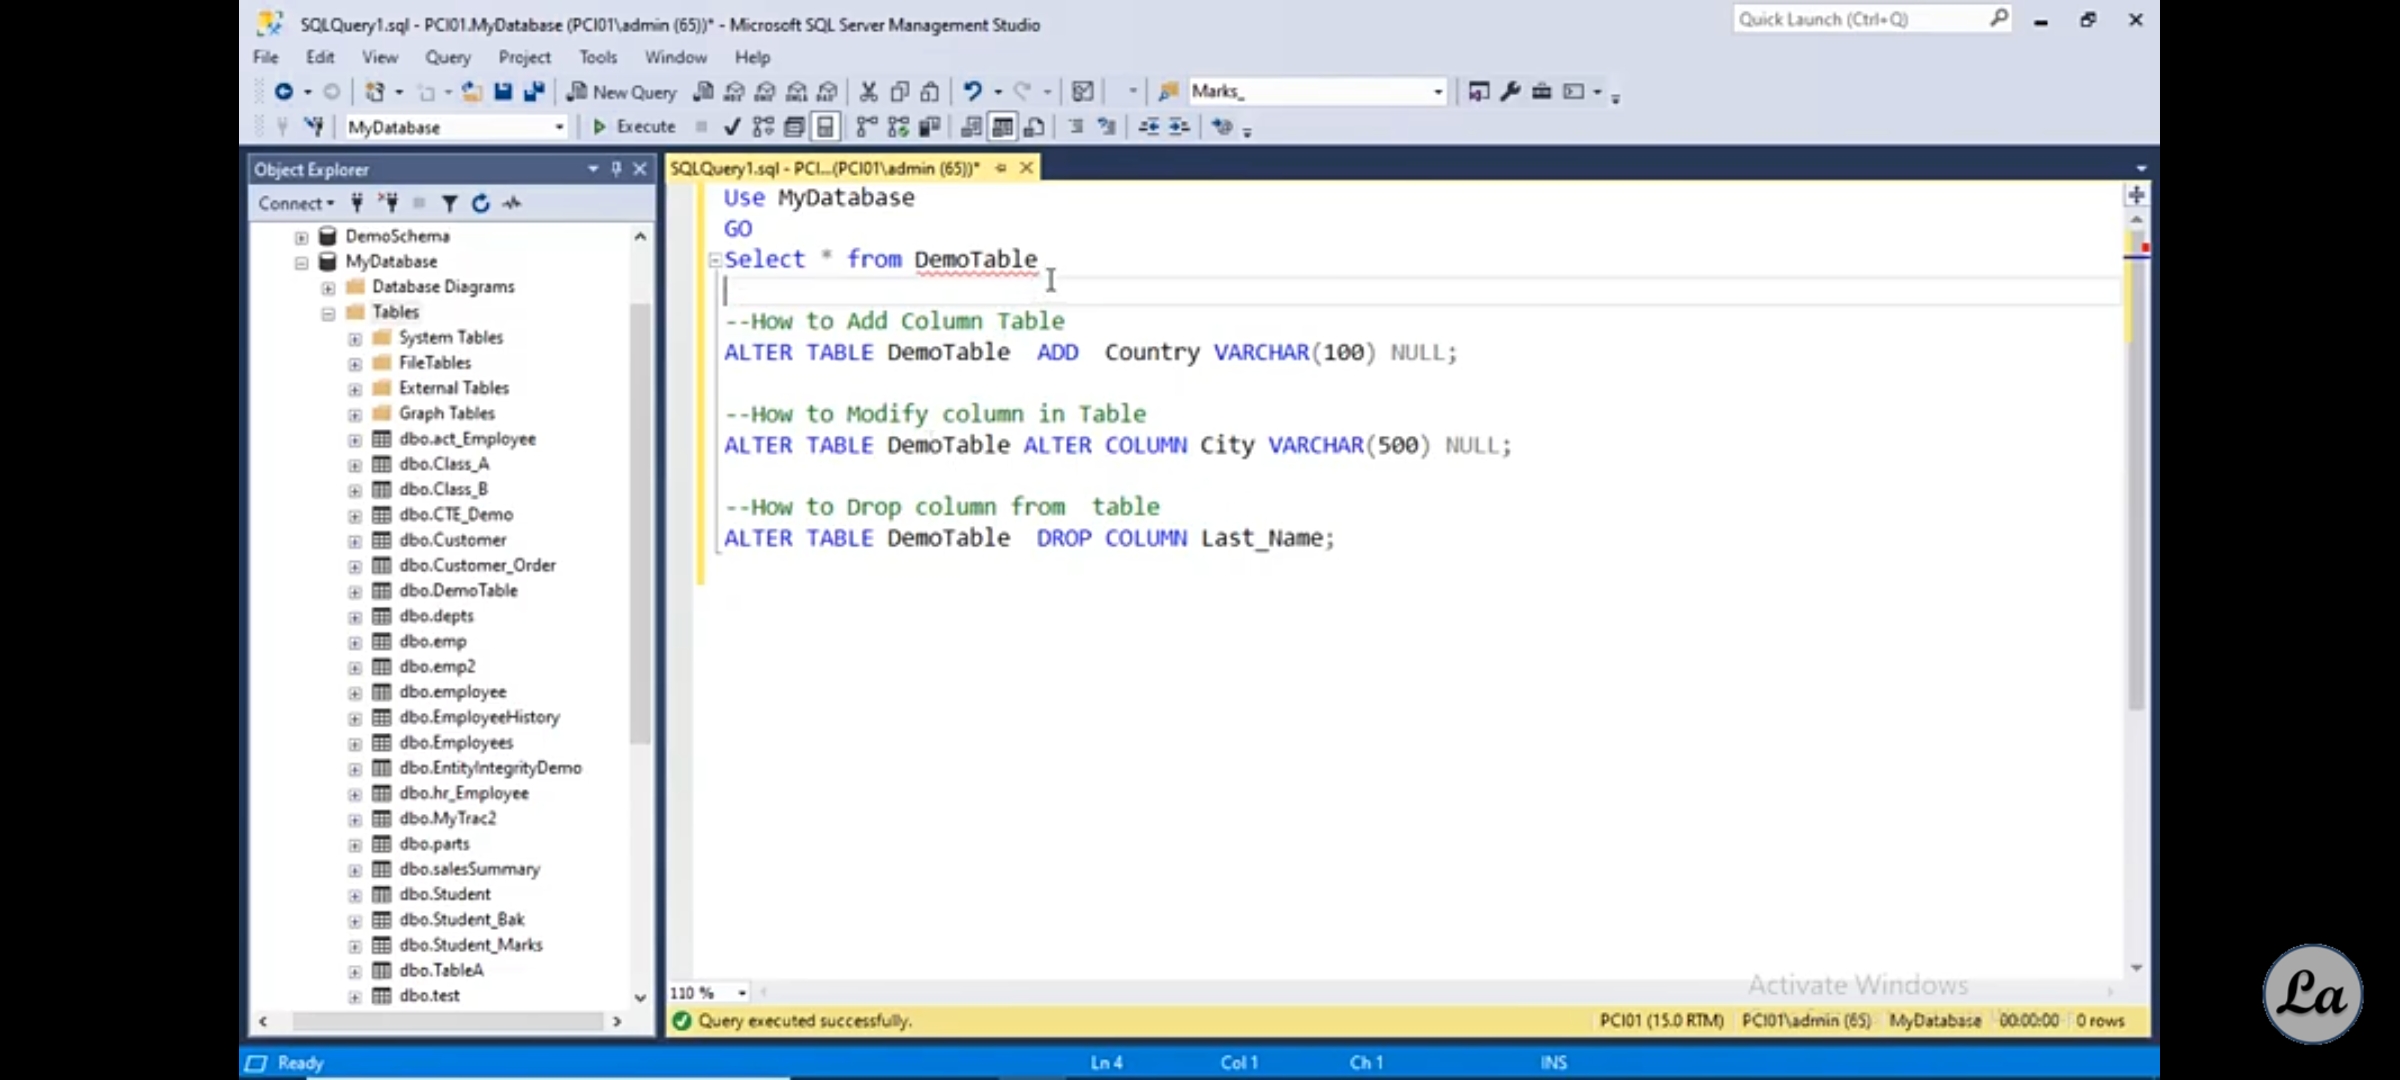 SQLQuery1.sql - PCI01.MyDatabase (PCI01\admin (65))* - Microsoft SQL Server Management Studio
Quick Launch (Ctrl+Q)
File Edit View Query Project Tools Window Help
New Query
Marks_
MyDatabase
Execute
Object Explorer
Connect
DemoSchema
MyDatabase
Database Diagrams
Tables
System Tables
FileTables
External Tables
Graph Tables
dbo.act_Employee
dbo.Class_A
dbo.Class_B
dbo.CTE_Demo
dbo.Customer
dbo.Customer_Order
dbo.DemoTable
dbo.depts
dbo.emp
dbo.emp2
dbo.employee
dbo.EmployeeHistory
dbo.Employees
dbo.EntityIntegrityDemo
dbo.hr_Employee
dbo.MyTrac2
dbo.parts
dbo.salesSummary
dbo.Student
dbo.Student_Bak
dbo.Student_Marks
dbo.TableA
dbo.test
SQLQuery1.sql - PCI...(PCI01\admin (65))*
Use MyDatabase
GO
Select * from DemoTable
--How to Add Column Table
ALTER TABLE DemoTable  ADD  Country VARCHAR(100) NULL;
--How to Modify column in Table
ALTER TABLE DemoTable ALTER COLUMN City VARCHAR(500) NULL;
--How to Drop column from  table
ALTER TABLE DemoTable  DROP COLUMN Last_Name;
110 %
Activate Windows
Query executed successfully.
PCI01 (15.0 RTM) PCI01\admin (65) MyDatabase 00:00:00 0 rows
Ready
Ln 4 Col 1 Ch 1 INS
La